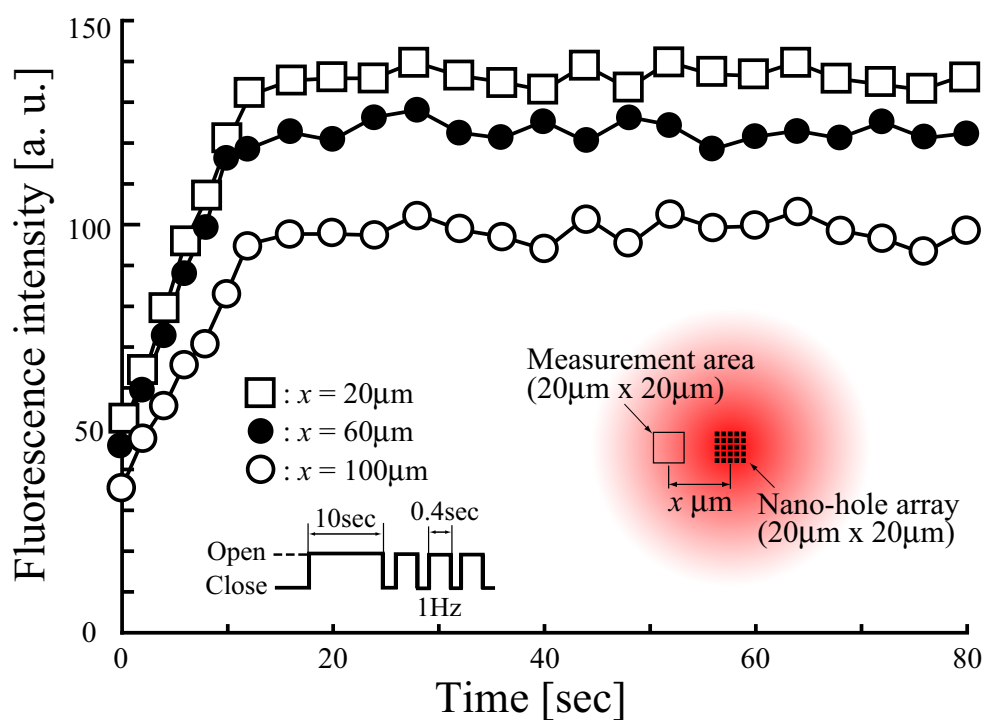 Fluorescence intensity [a. u.]
150
100
50
0
: x = 20μm
: x = 60μm
: x = 100μm
10sec
0.4sec
Open
Close
1Hz
Measurement area
(20μm x 20μm)
x μm
Nano-hole array
(20μm x 20μm)
0
20
40
60
80
Time [sec]